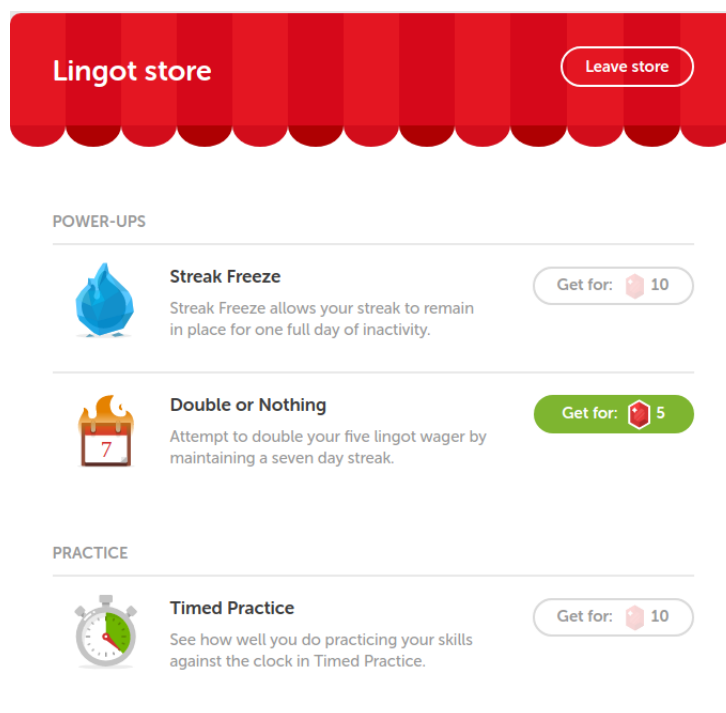 Lingot store
Leave store
POWER-UPS
Streak Freeze
Get for: 10
Streak Freeze allows your streak to remain
in place for one full day of inactivity.
Double or Nothing
Get for: 5
7
Attempt to double your five lingot wager by
maintaining a seven day streak.
PRACTICE
Timed Practice
Get for: 10
See how well you do practicing your skills
against the clock in Timed Practice.